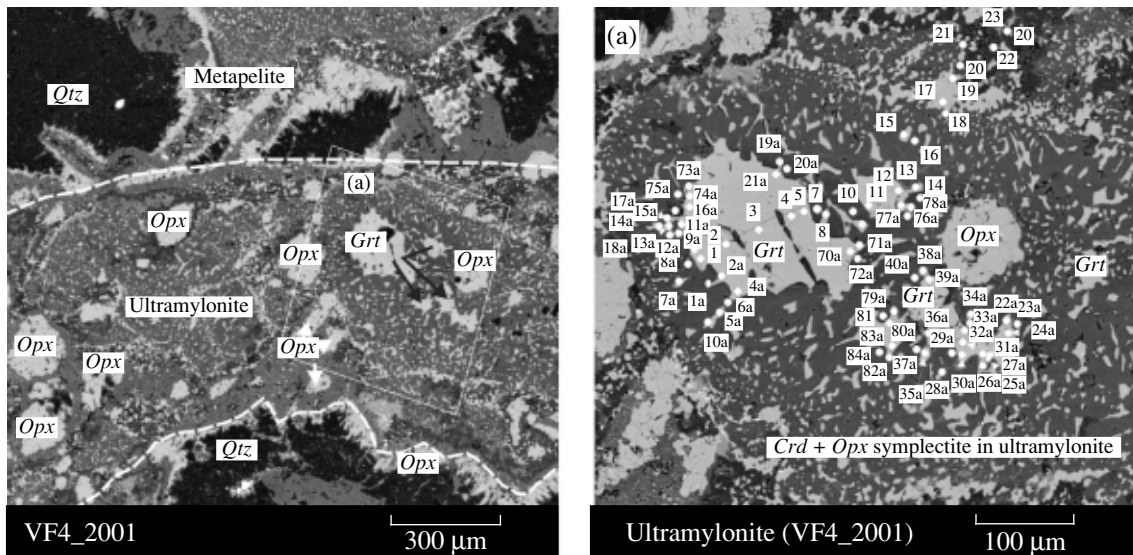 Metapelite
Qtz
(a)
Opx
Grt
Opx
Opx
Ultramylonite
Opx
Opx
Opx
Opx
Qtz
Opx
VF4_2001
300 μm
(a)
23
21
20
22
20
17
19
18
15
16
19a
20a
12
13
73a
21a
7
10
11
14
75a
74a
4
5
78a
17a
16a
3
77a
76a
15a
11a
2
8
Opx
14a
9a
1
Grt
70a
71a
38a
Grt
18a
13a
12a
2a
72a
40a
39a
8a
4a
79a
Grt
34a
7a
1a
6a
81
36a
33a
22a
23a
5a
83a
80a
29a
32a
24a
10a
84a
37a
31a
82a
27a
35a
28a
30a
26a
25a
Crd + Opx symplectite in ultramylonite
Ultramylonite (VF4_2001)
100 μm